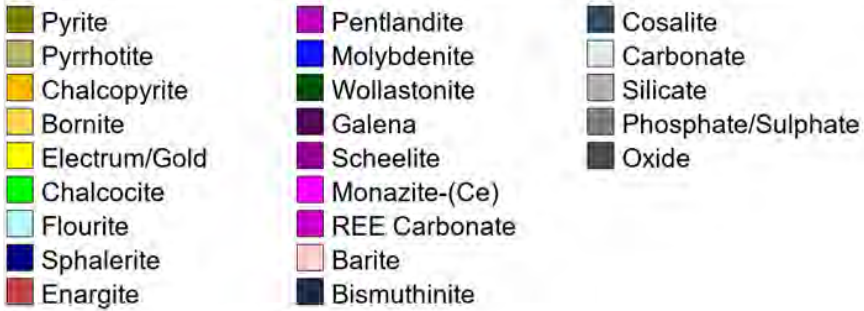 Pyrite
Pyrrhotite
Chalcopyrite
Bornite
Electrum/Gold
Chalcocite
Flourite
Sphalerite
Enargite
Pentlandite
Molybdenite
Wollastonite
Galena
Scheelite
Monazite-(Ce)
REE Carbonate
Barite
Bismuthinite
Cosalite
Carbonate
Silicate
Phosphate/Sulphate
Oxide